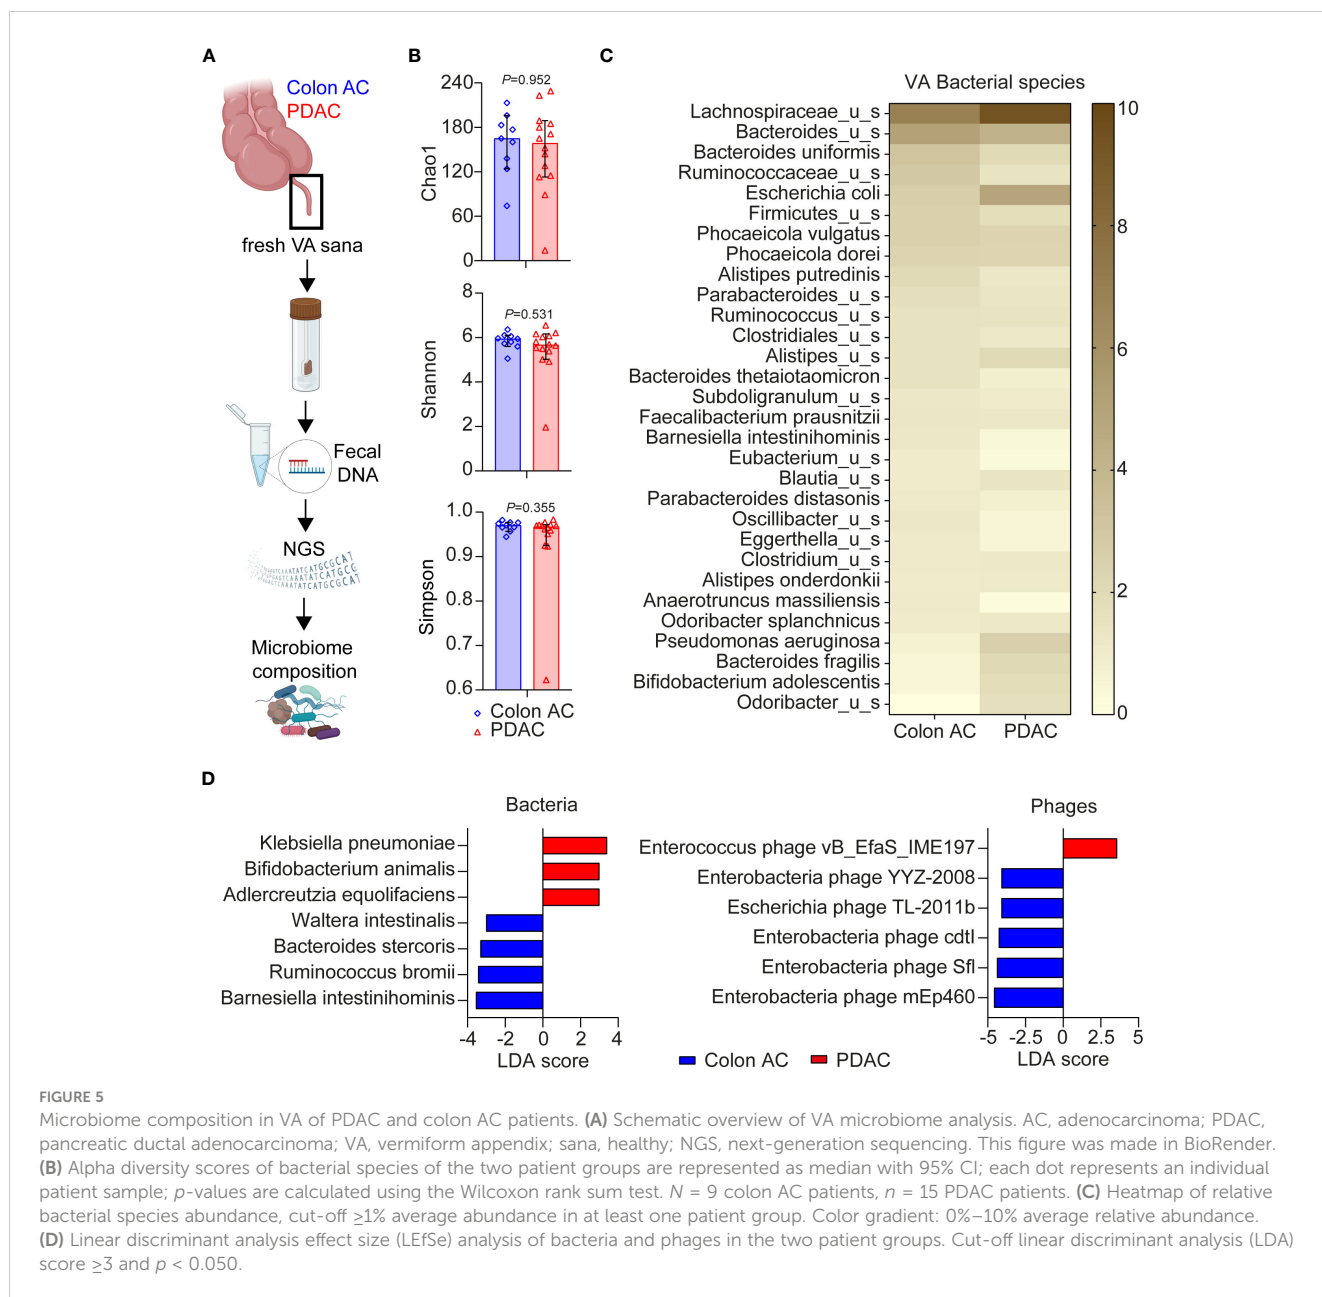 A
Colon AC
PDAC
fresh VA sana
Fecal
DNA
NGS
Microbiome
composition
B
P=0.952
Chao1
240
180
120
60
0
P=0.531
Shannon
8
6
4
2
0
P=0.355
Simpson
1.0
0.9
0.8
0.7
0.6
Colon AC
PDAC
C
VA Bacterial species
Lachnospiraceae_u_s
Bacteroides_u_s
Bacteroides uniformis
Ruminococcaceae_u_s
Escherichia coli
Firmicutes_u_s
Phocaeicola vulgatus
Phocaeicola dorei
Alistipes putredinis
Parabacteroides_u_s
Ruminococcus_u_s
Clostridiales_u_s
Alistipes_u_s
Bacteroides thetaiotaomicron
Subdoligranulum_u_s
Faecalibacterium prausnitzii
Barnesiella intestinihominis
Eubacterium_u_s
Blautia_u_s
Parabacteroides distasonis
Oscillibacter_u_s
Eggerthella_u_s
Clostridium_u_s
Alistipes onderdonkii
Anaerotruncus massiliensis
Odoribacter splanchnicus
Pseudomonas aeruginosa
Bacteroides fragilis
Bifidobacterium adolescentis
Odoribacter_u_s
Colon AC PDAC
10
8
6
4
2
0
D
Bacteria
Klebsiella pneumoniae
Bifidobacterium animalis
Adlercreutzia equolifaciens
Waltera intestinalis
Bacteroides stercoris
Ruminococcus bromii
Barnesiella intestinihominis
-4 -2 0 2 4
LDA score
Phages
Enterococcus phage vB_EfaS_IME197
Enterobacteria phage YYZ-2008
Escherichia phage TL-2011b
Enterobacteria phage cdtI
Enterobacteria phage SfI
Enterobacteria phage mEp460
-5 -2.5 0 2.5 5
LDA score
Colon AC PDAC
FIGURE 5
Microbiome composition in VA of PDAC and colon AC patients. (A) Schematic overview of VA microbiome analysis. AC, adenocarcinoma; PDAC,
pancreatic ductal adenocarcinoma; VA, vermiform appendix; sana, healthy; NGS, next-generation sequencing. This figure was made in BioRender.
(B) Alpha diversity scores of bacterial species of the two patient groups are represented as median with 95% CI; each dot represents an individual
patient sample; p-values are calculated using the Wilcoxon rank sum test. N = 9 colon AC patients, n = 15 PDAC patients. (C) Heatmap of relative
bacterial species abundance, cut-off ≥1% average abundance in at least one patient group. Color gradient: 0%–10% average relative abundance.
(D) Linear discriminant analysis effect size (LEfSe) analysis of bacteria and phages in the two patient groups. Cut-off linear discriminant analysis (LDA)
score ≥3 and p < 0.050.